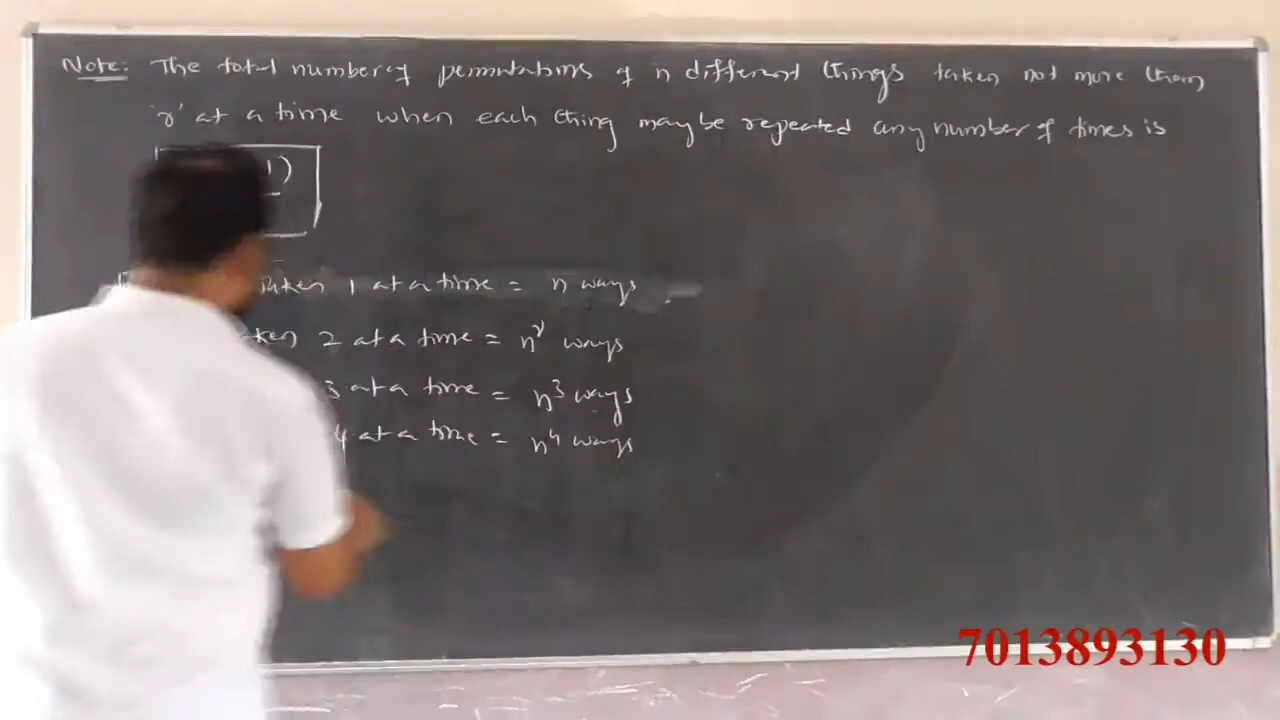 Note: The total number of permutations of n different things taken not more than
'r' at a time when each thing may be repeated any number of times is
1)
taken 1 at a time = n ways
2 at a time = n² ways
3 at a time = n³ ways
4 at a time = n⁴ ways
7013893130